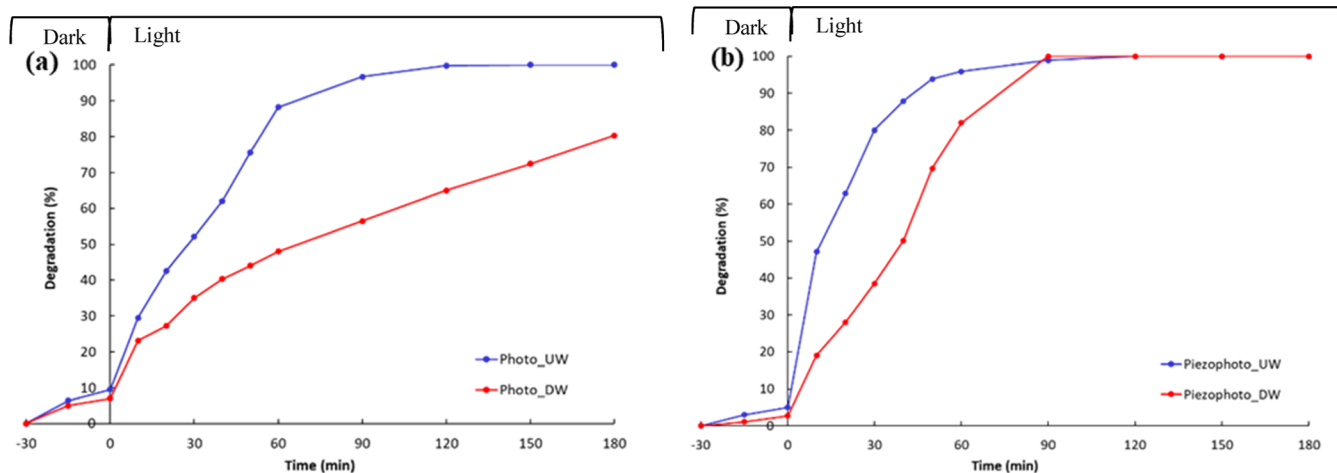 Dark Light
(a)
100
90
80
70
60
50
40
30
20
10
0
Degradation (%)
Photo_UW
Photo_DW
-30 0 30 60 90 120 150 180
Time (min)
Dark Light
(b)
100
90
80
70
60
50
40
30
20
10
0
Degradation (%)
Piezophoto_UW
Piezophoto_DW
-30 0 30 60 90 120 150 180
Time (min)